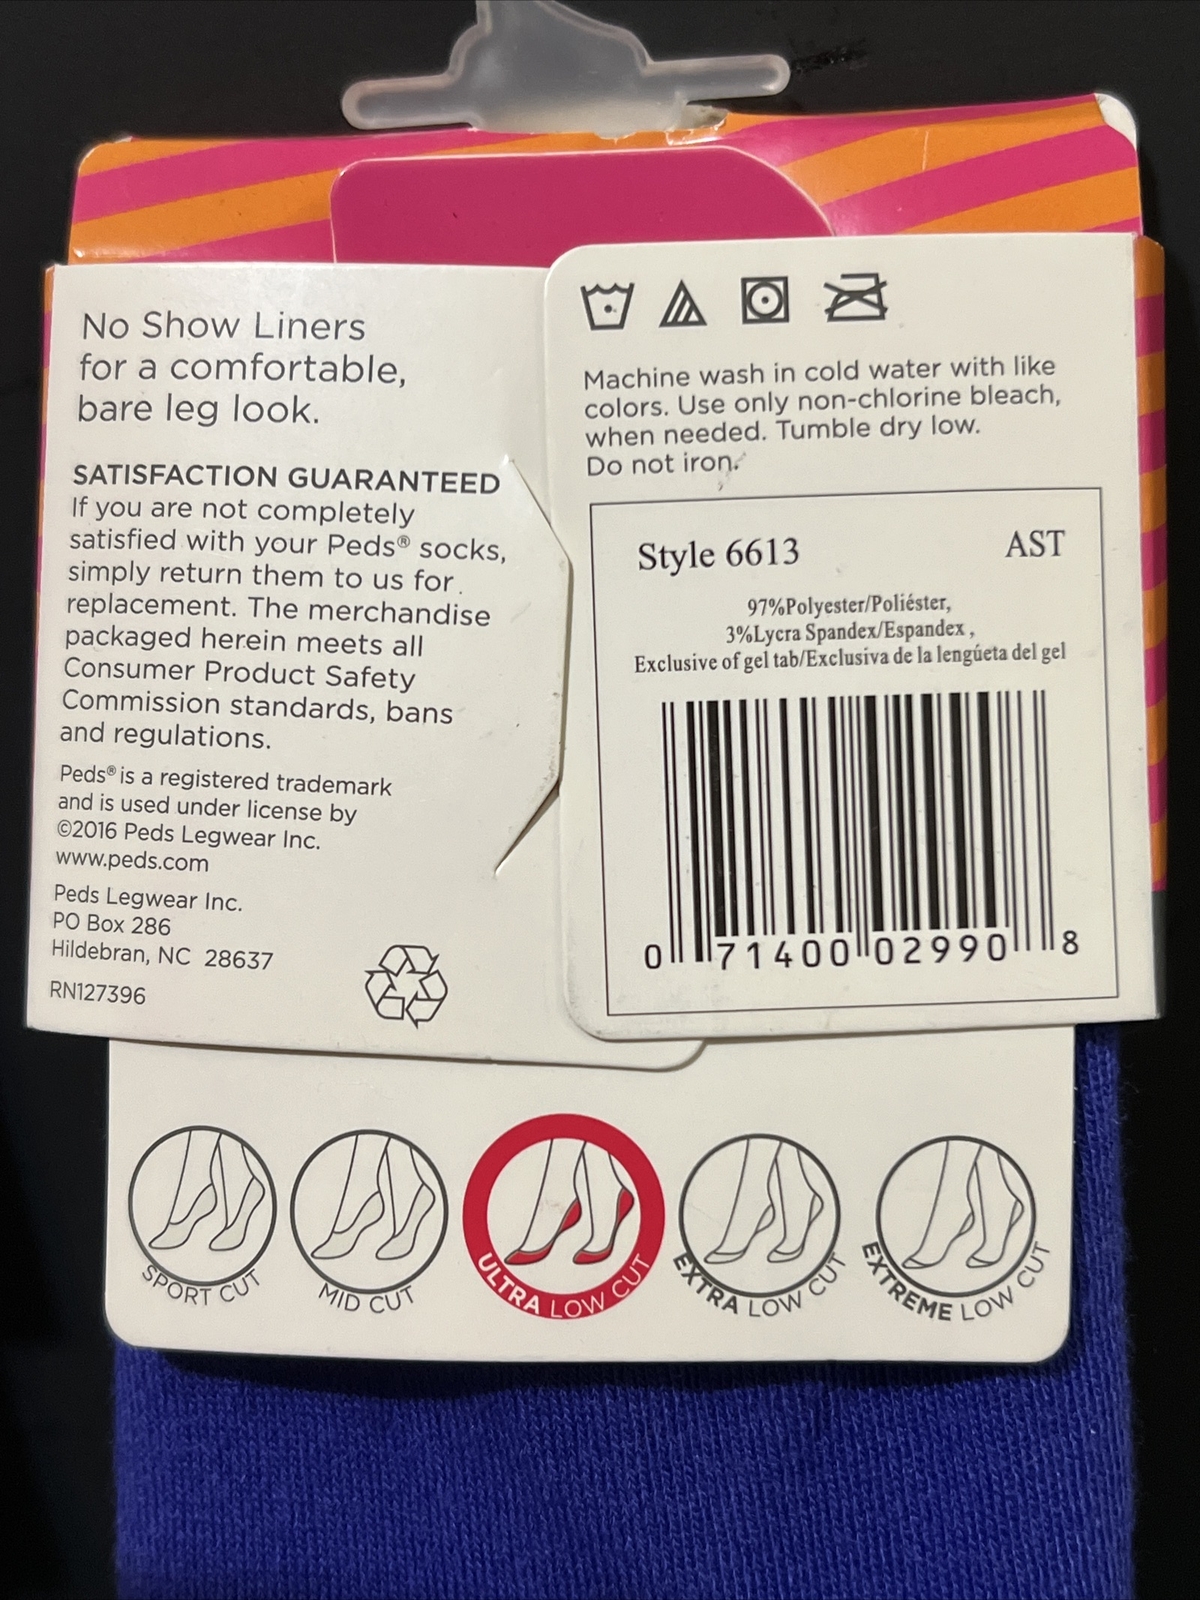 No Show Liners
for a comfortable,
bare leg look.
SATISFACTION GUARANTEED
If you are not completely
satisfied with your Peds® socks,
simply return them to us for
replacement. The merchandise
packaged herein meets all
Consumer Product Safety
Commission standards, bans
and regulations.
Peds® is a registered trademark
and is used under license by
©2016 Peds Legwear Inc.
www.peds.com
Peds Legwear Inc.
PO Box 286
Hildebran, NC 28637
RN127396
Machine wash in cold water with like
colors. Use only non-chlorine bleach,
when needed. Tumble dry low.
Do not iron.
Style 6613 AST
97%Polyester/Poliéster,
3%Lycra Spandex/Espandex ,
Exclusive of gel tab/Exclusiva de la lengúeta del gel
0 71400 02990 8
SPORT CUT
MID CUT
ULTRA LOW CUT
EXTRA LOW CUT
EXTREME LOW CUT